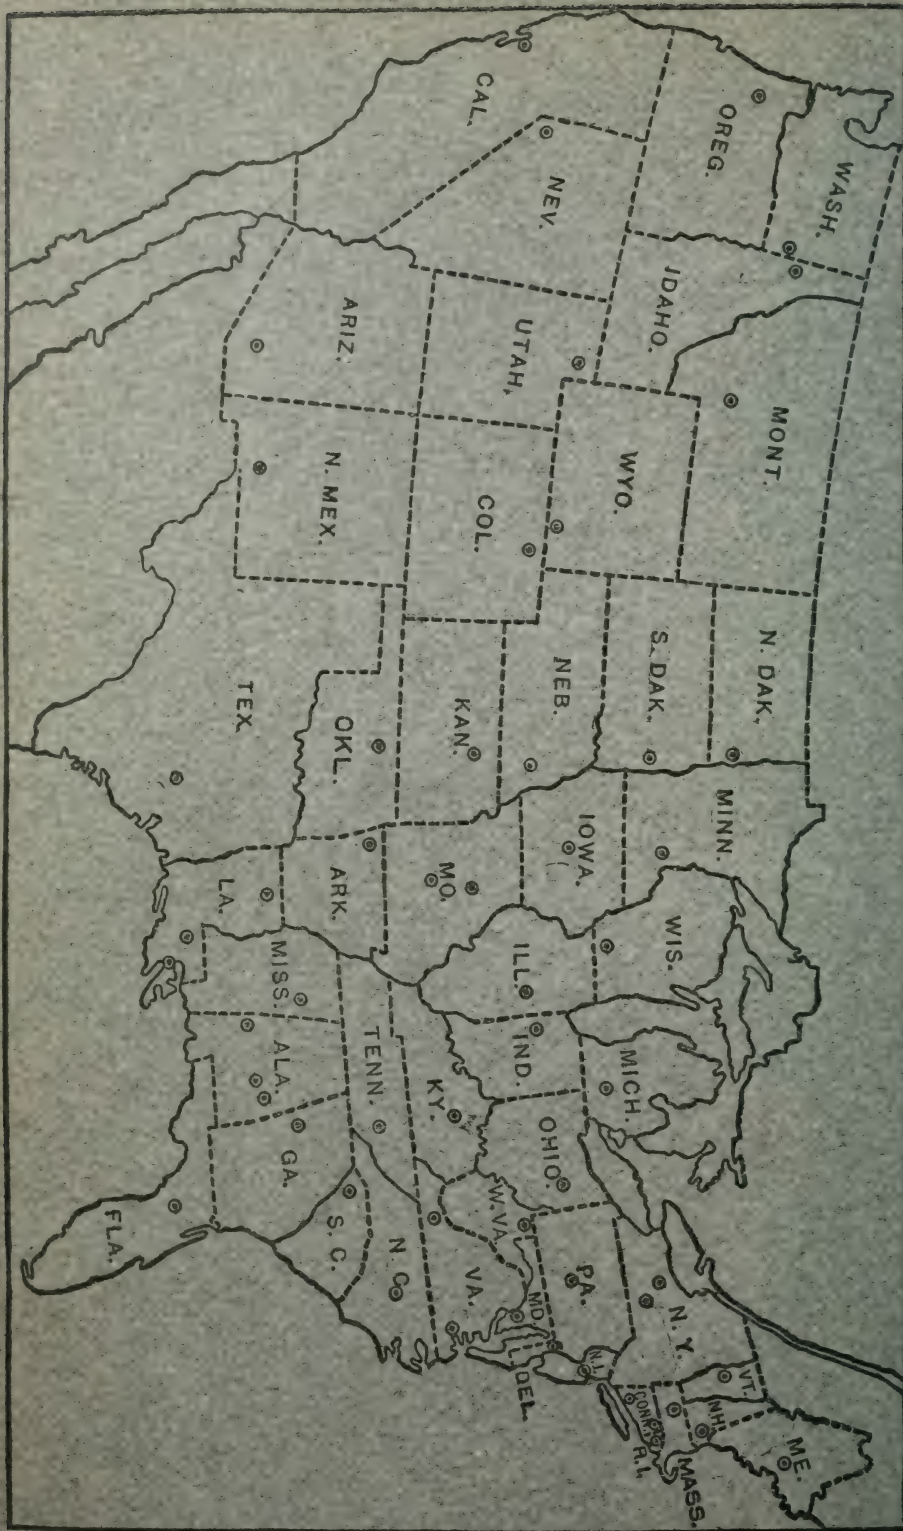 WASH.
OREG.
CAL.
NEV.
IDAHO.
MONT.
WYO.
UTAH,
ARIZ.
COL.
N. MEX.
N. DAK.
S. DAK.
NEB.
KAN.
OKL.
TEX.
MINN.
IOWA.
MO.
ARK.
LA.
WIS.
ILL.
MICH.
IND.
OHIO.
KY.
TENN.
MISS.
ALA.
GA.
FLA.
S. C.
N. C.
VA.
W. VA.
MD.
DEL.
PA.
N. J.
N. Y.
CONN.
R. I.
MASS.
VT.
N.H.
ME.